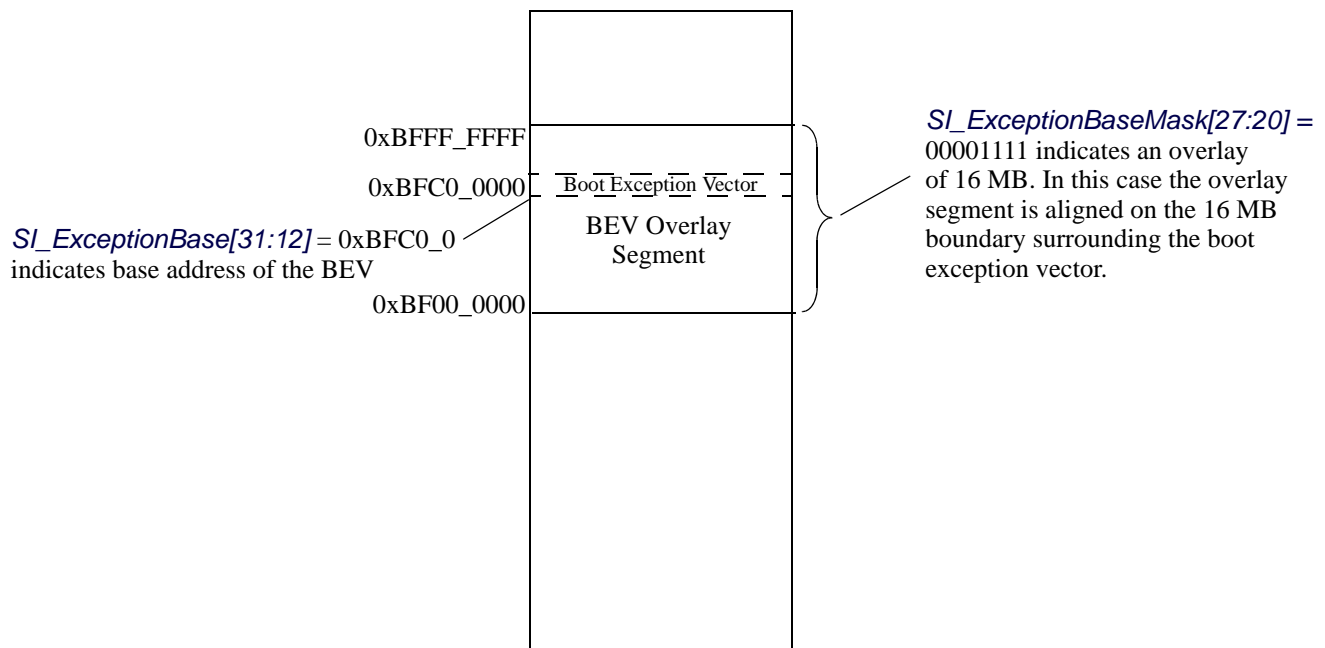 0xBFFF_FFFF
0xBFC0_0000
Boot Exception Vector
BEV Overlay
Segment
SI_ExceptionBase[31:12] = 0xBFC0_0
indicates base address of the BEV
0xBF00_0000
SI_ExceptionBaseMask[27:20] =
00001111 indicates an overlay
of 16 MB. In this case the overlay
segment is aligned on the 16 MB
boundary surrounding the boot
exception vector.